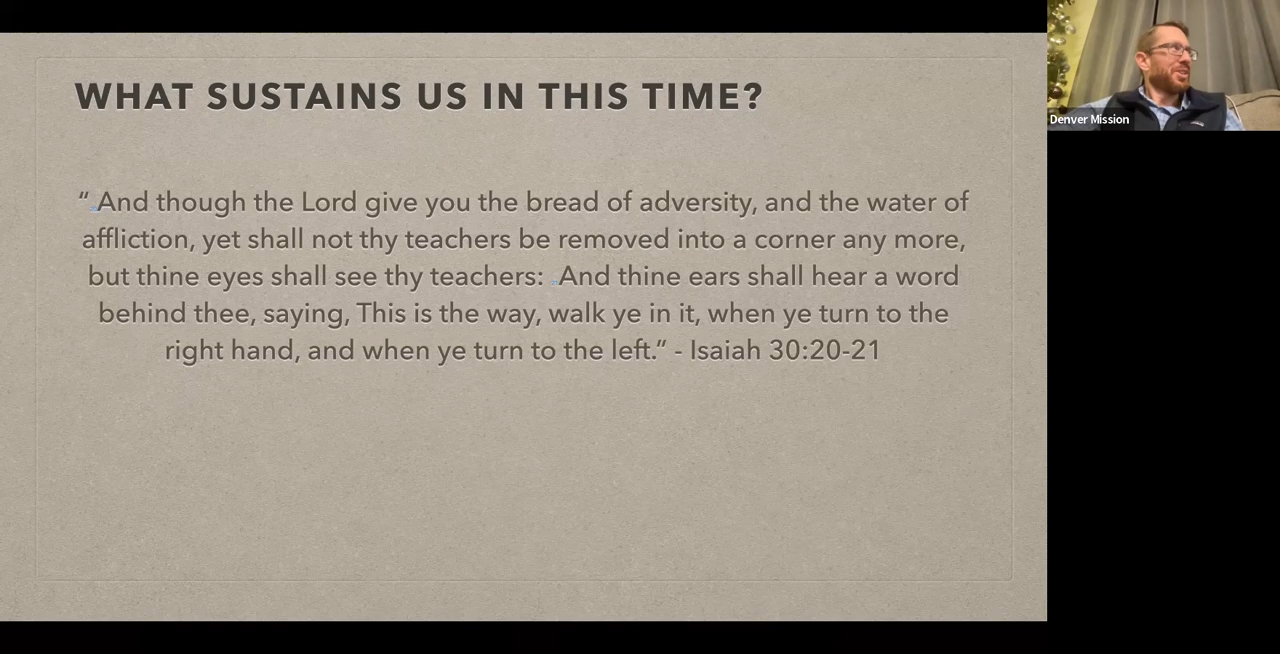 WHAT SUSTAINS US IN THIS TIME?
“ And though the Lord give you the bread of adversity, and the water of
affliction, yet shall not thy teachers be removed into a corner any more,
but thine eyes shall see thy teachers: And thine ears shall hear a word
behind thee, saying, This is the way, walk ye in it, when ye turn to the
right hand, and when ye turn to the left.” - Isaiah 30:20-21
Denver Mission